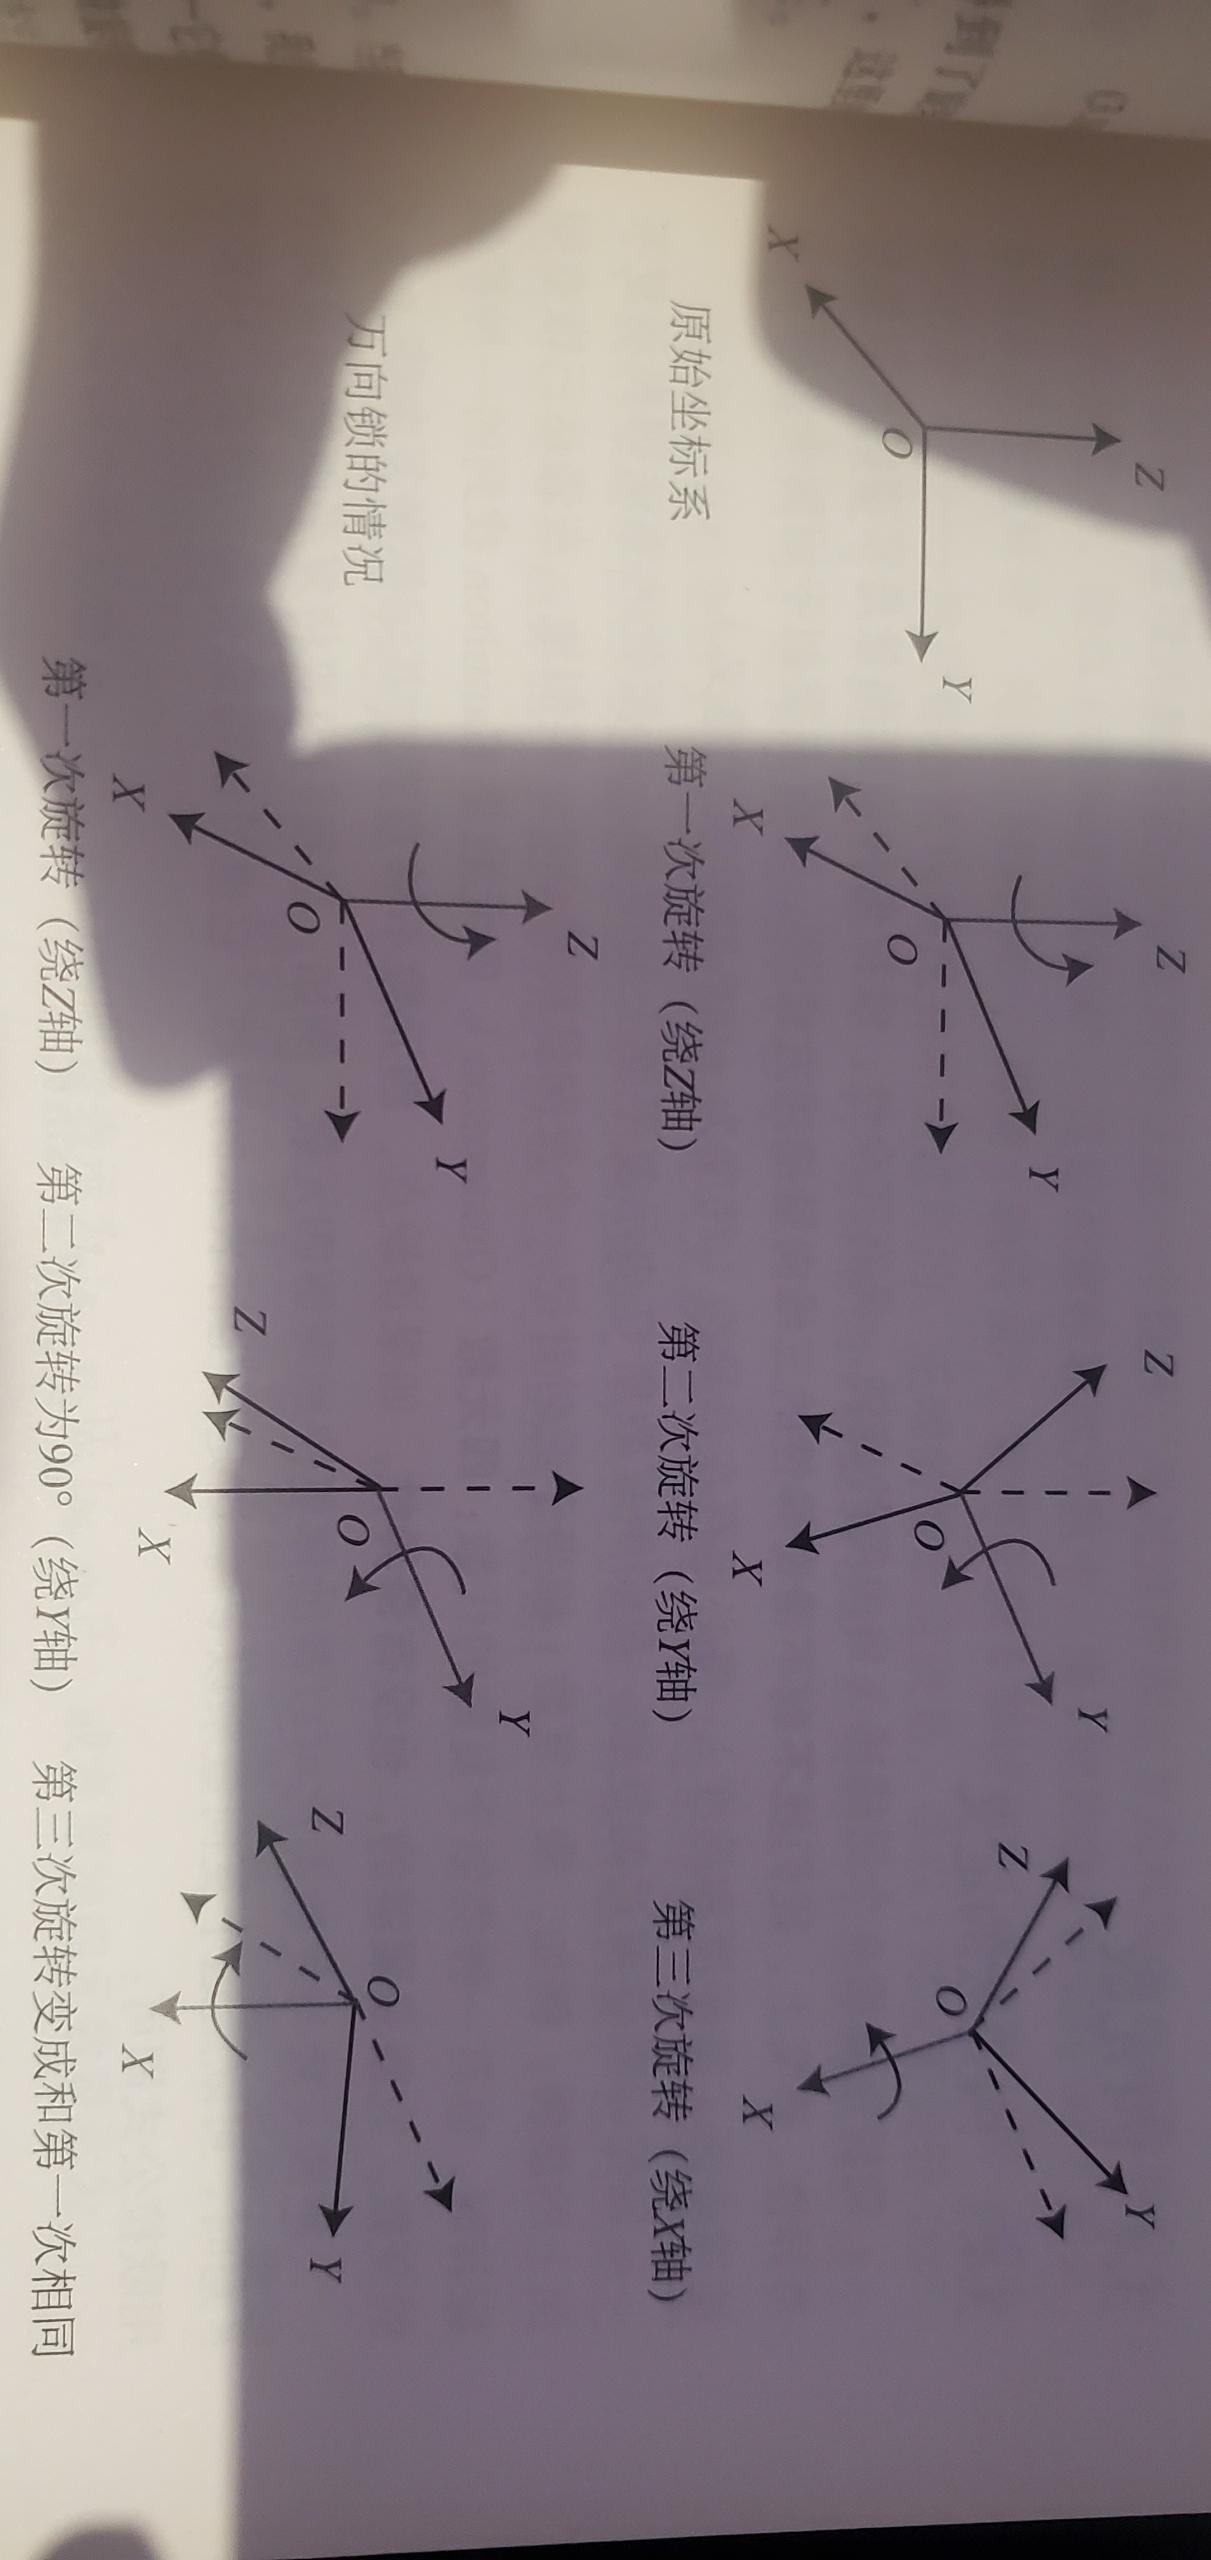 Z
Y
O
X
原始坐标系
Z
Y
O
X
第一次旋转（绕Z轴）
Z
Y
O
X
第二次旋转（绕Y轴）
Y
Z
O
X
第三次旋转（绕X轴）
万向锁的情况
Z
Y
O
X
第一次旋转（绕Z轴）
Y
O
Z
X
第二次旋转为90°（绕Y轴）
O
Z
Y
X
第三次旋转变成和第一次相同